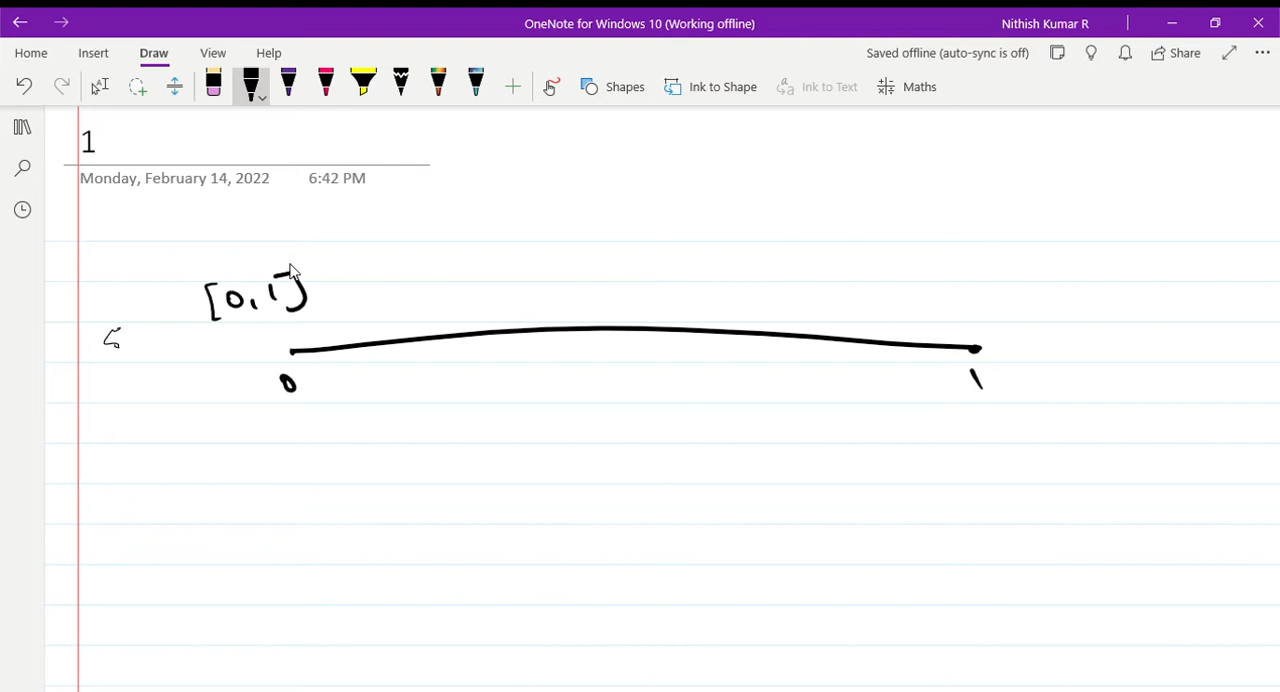 OneNote for Windows 10 (Working offline)
Nithish Kumar R
Home Insert Draw View Help
Saved offline (auto-sync is off)
Share
Shapes
Ink to Shape
Ink to Text
Maths
1
Monday, February 14, 2022 6:42 PM
[0, 1]
0 1